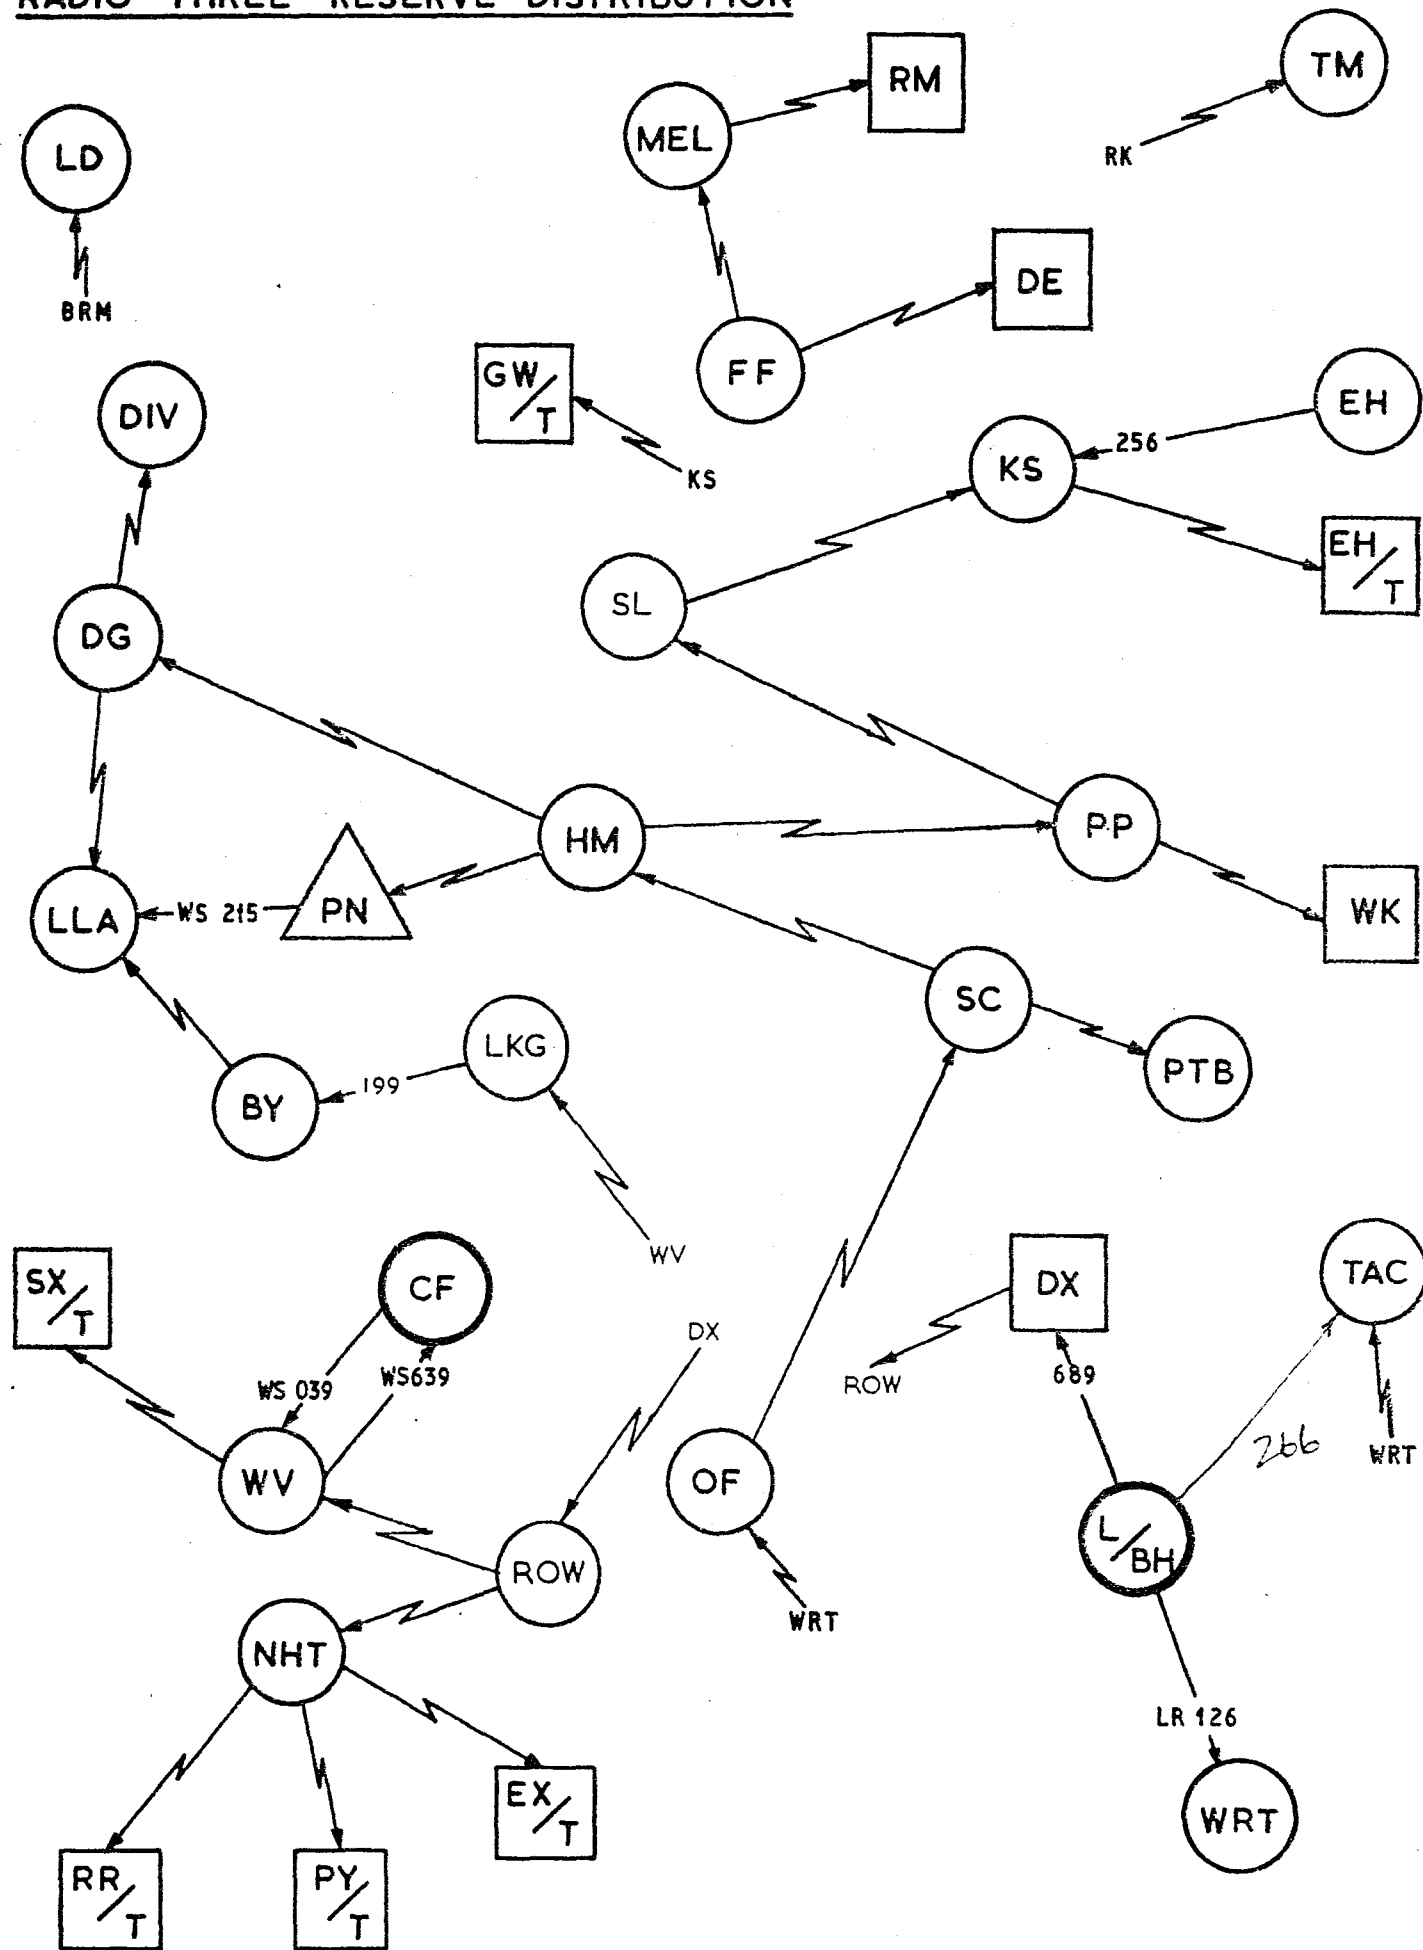 RADIO THREE RESERVE DISTRIBUTION
RM
TM
MEL
LD
RK
BRM
DE
GW/T
FF
EH
DIV
256
KS
KS
EH/T
SL
DG
HM
PP
LLA
WS 215
PN
WK
SC
LKG
PTB
199
BY
WV
SX/T
CF
DX
TAC
DX
ROW
WS 039
WS639
689
266
WRT
WV
OF
L/BH
ROW
WRT
NHT
LR 126
EX/T
WRT
RR/T
PY/T